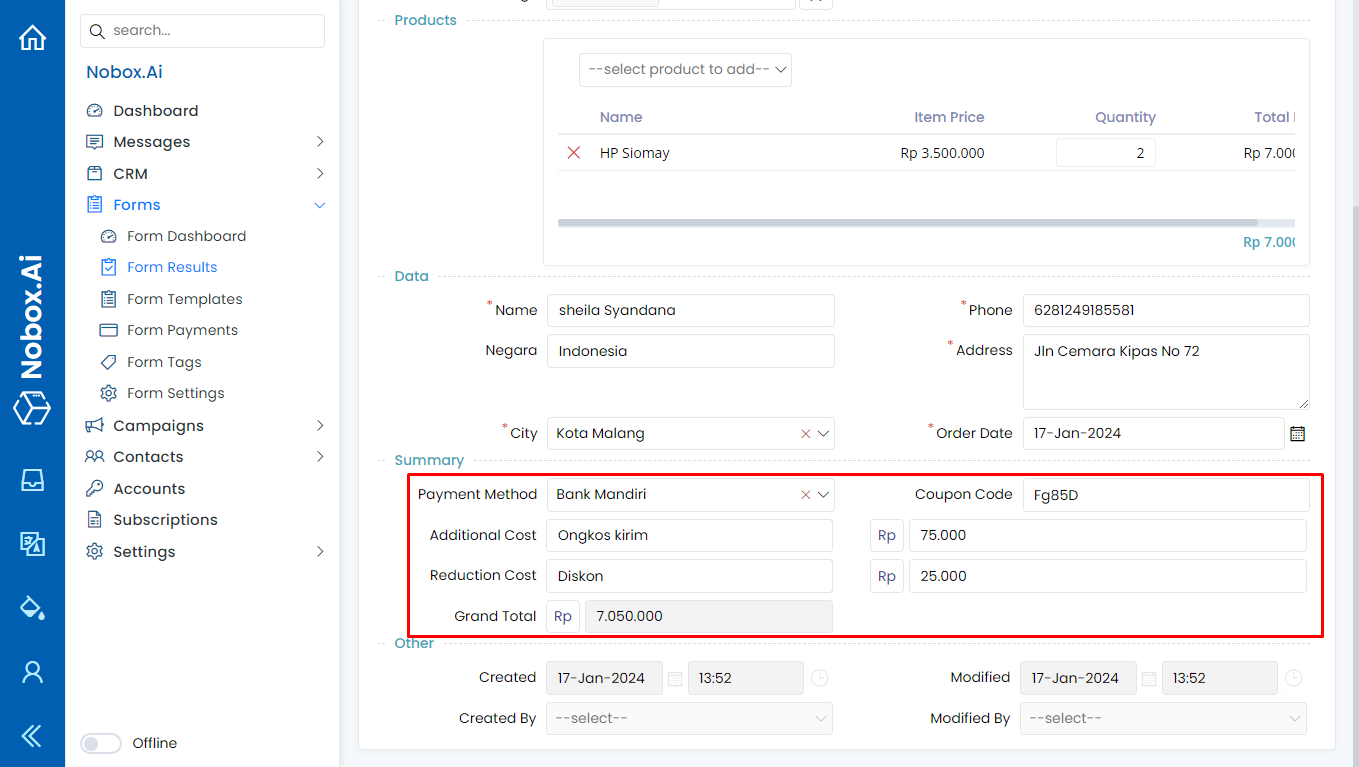 search...
Nobox.Ai
Dashboard
Messages
CRM
Forms
Form Dashboard
Form Results
Form Templates
Form Payments
Form Tags
Form Settings
Campaigns
Contacts
Accounts
Subscriptions
Settings
Offline
Nobox.Ai
Products
--select product to add--
Name Item Price Quantity Total
HP Siomay Rp 3.500.000 2 Rp 7.000
Rp 7.000
Data
*Name sheila Syandana *Phone 6281249185581
Negara Indonesia *Address Jln Cemara Kipas No 72
*City Kota Malang *Order Date 17-Jan-2024
Summary
Payment Method Bank Mandiri Coupon Code Fg85D
Additional Cost Ongkos kirim Rp 75.000
Reduction Cost Diskon Rp 25.000
Grand Total Rp 7.050.000
Other
Created 17-Jan-2024 13:52 Modified 17-Jan-2024 13:52
Created By --select-- Modified By --select--